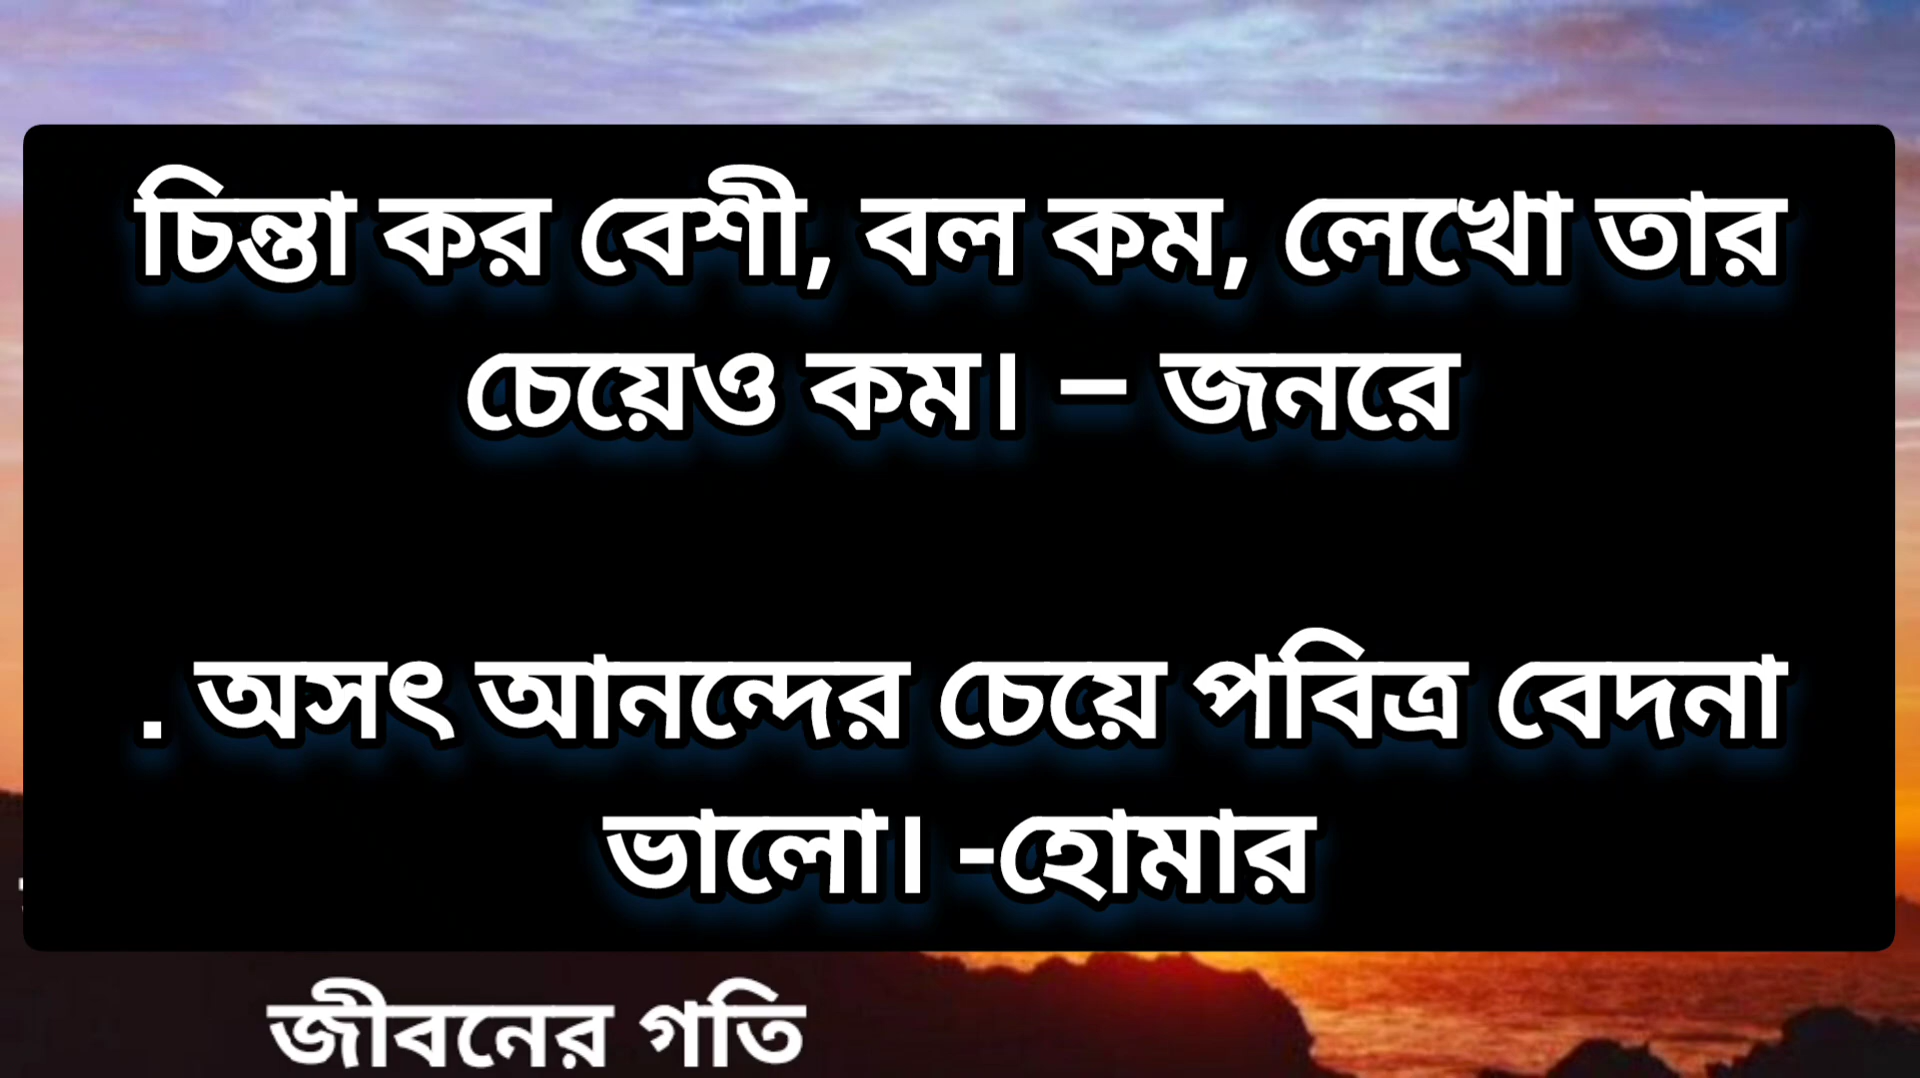 চিন্তা কর বেশী, বল কম, লেখো তার
চেয়েও কম। – জনরে
. অসৎ আনন্দের চেয়ে পবিত্র বেদনা
ভালো। -হোমার
জীবনের গতি